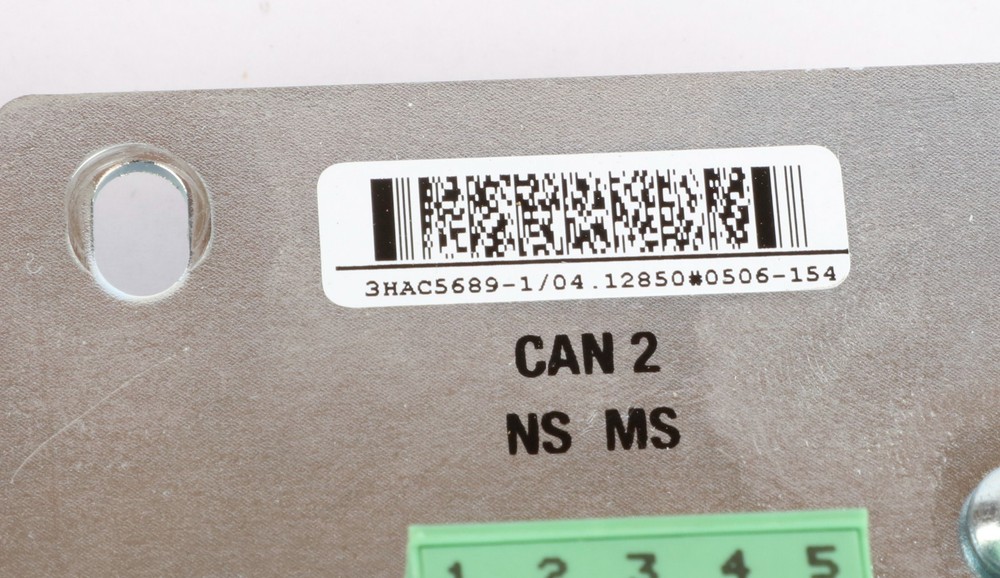 3HAC5689-1/04.12850*0506-154
CAN 2
NS MS
1 2 3 4 5